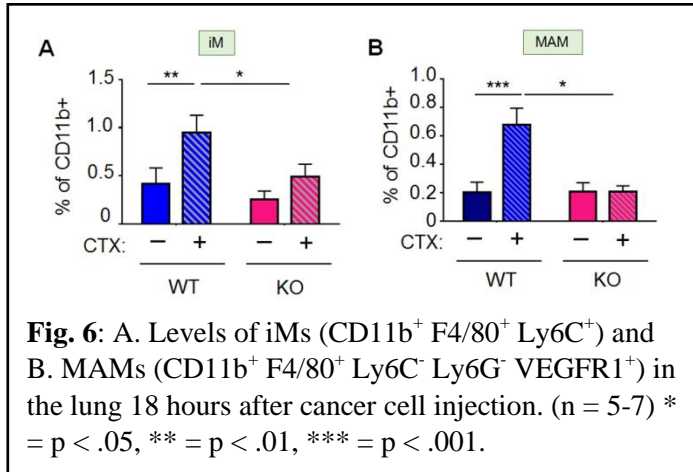 A
iM
B
MAM
% of CD11b+
1.5
1.0
0.5
0
** *
CTX: − + − +
WT KO
% of CD11b+
1.0
0.8
0.6
0.4
0.2
0.2
0
*** *
CTX: − + − +
WT KO
Fig. 6: A. Levels of iMs (CD11b⁺ F4/80⁺ Ly6C⁺) and
B. MAMs (CD11b⁺ F4/80⁺ Ly6C⁻ Ly6G⁻ VEGFR1⁺) in
the lung 18 hours after cancer cell injection. (n = 5-7) *
= p < .05, ** = p < .01, *** = p < .001.